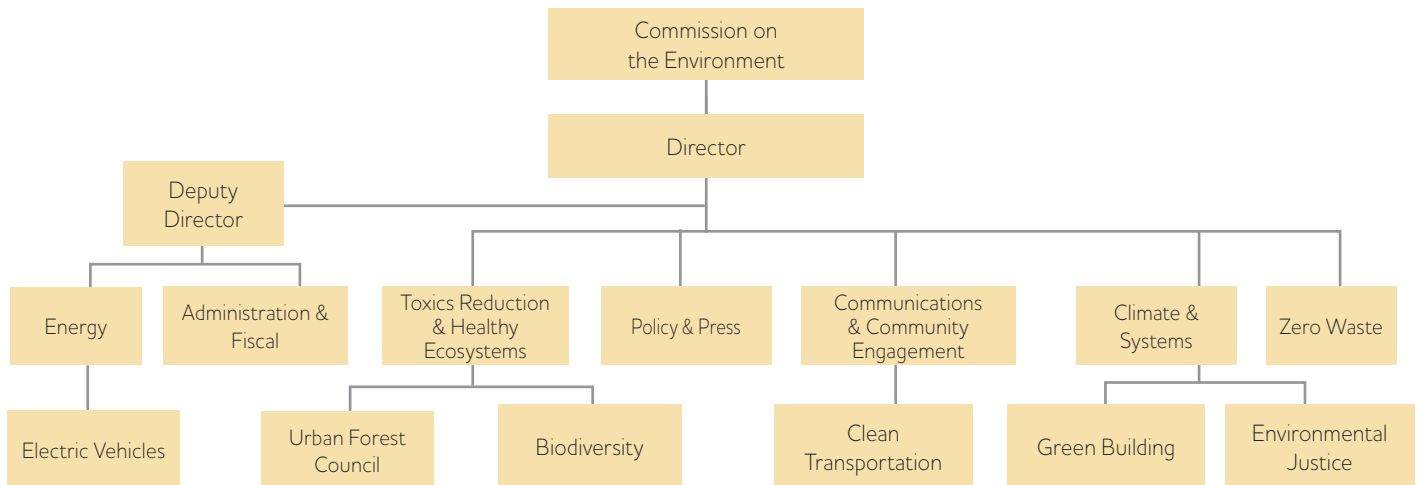 Commission on
the Environment
Director
Deputy
Director
Energy
Administration &
Fiscal
Toxics Reduction
& Healthy
Ecosystems
Policy & Press
Communications
& Community
Engagement
Climate &
Systems
Zero Waste
Electric Vehicles
Urban Forest
Council
Biodiversity
Clean
Transportation
Green Building
Environmental
Justice